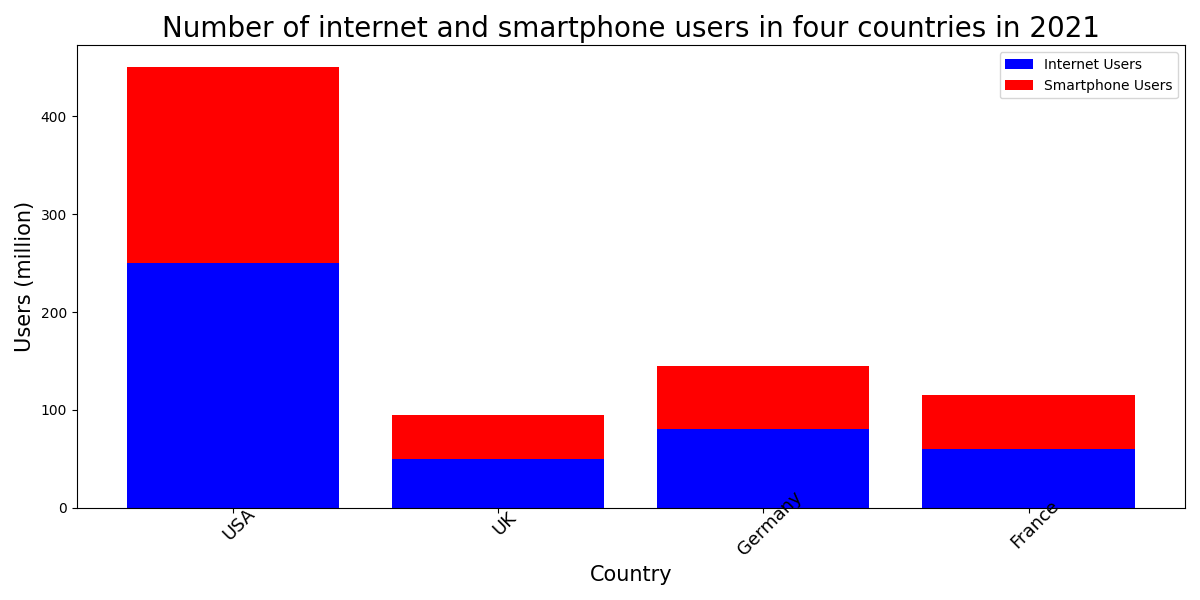 Number of internet and smartphone users in four countries in 2021
Internet Users
Smartphone Users
Users (million)
400
300
200
100
0
USA
UK
Germany
France
Country